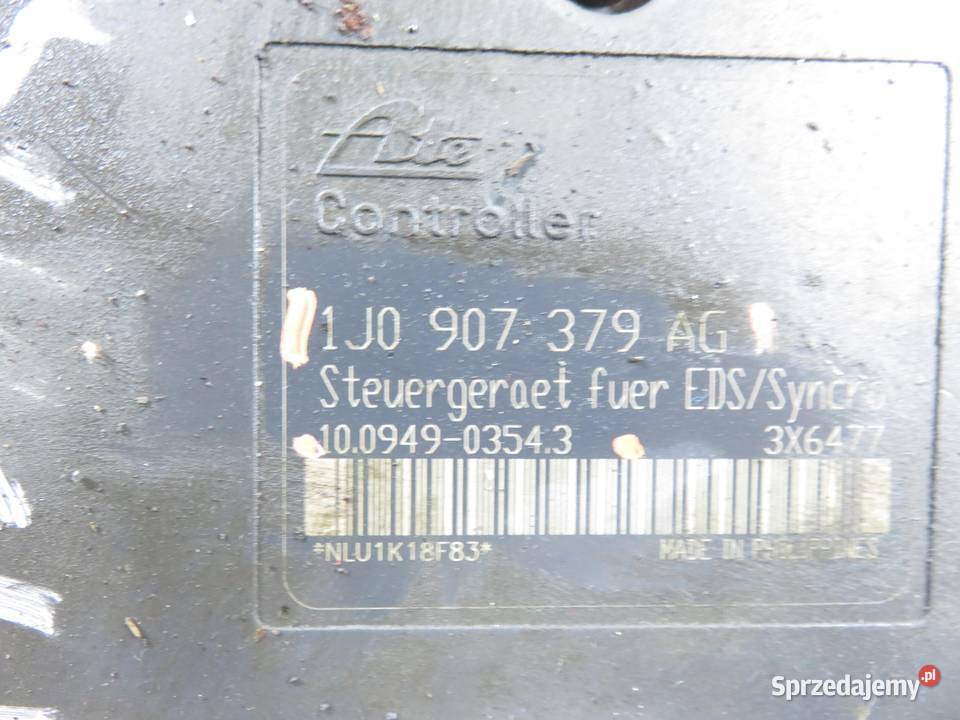 Ate
Controller
1J0 907 379 AG
Steuergeraet fuer EDS/Syncro
10.0949-0354.3 3X6477
*NLU1K18F83* MADE IN PHILIPPINES
Sprzedajemy.pl